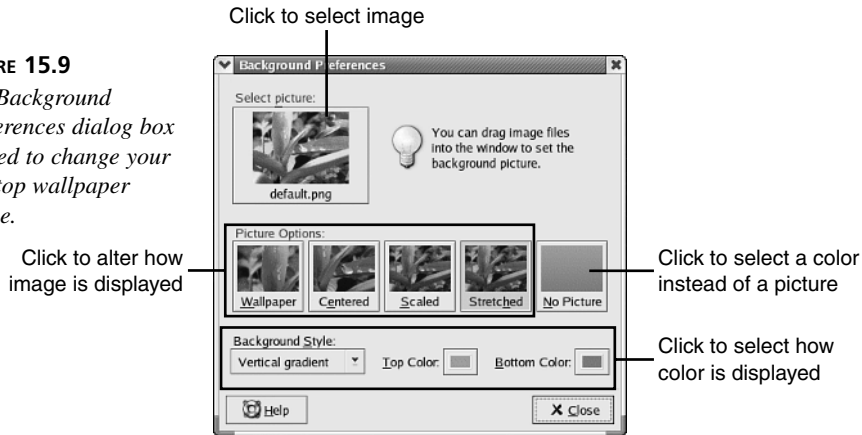 Click to select image
RE 15.9
Background
erences dialog box
ed to change your
top wallpaper
e.
Background Preferences
Select picture:
default.png
You can drag image files
into the window to set the
background picture.
Click to alter how
image is displayed
Picture Options:
Wallpaper
Centered
Scaled
Stretched
No Picture
Click to select a color
instead of a picture
Background Style:
Vertical gradient
Top Color:
Bottom Color:
Click to select how
color is displayed
Help
Close